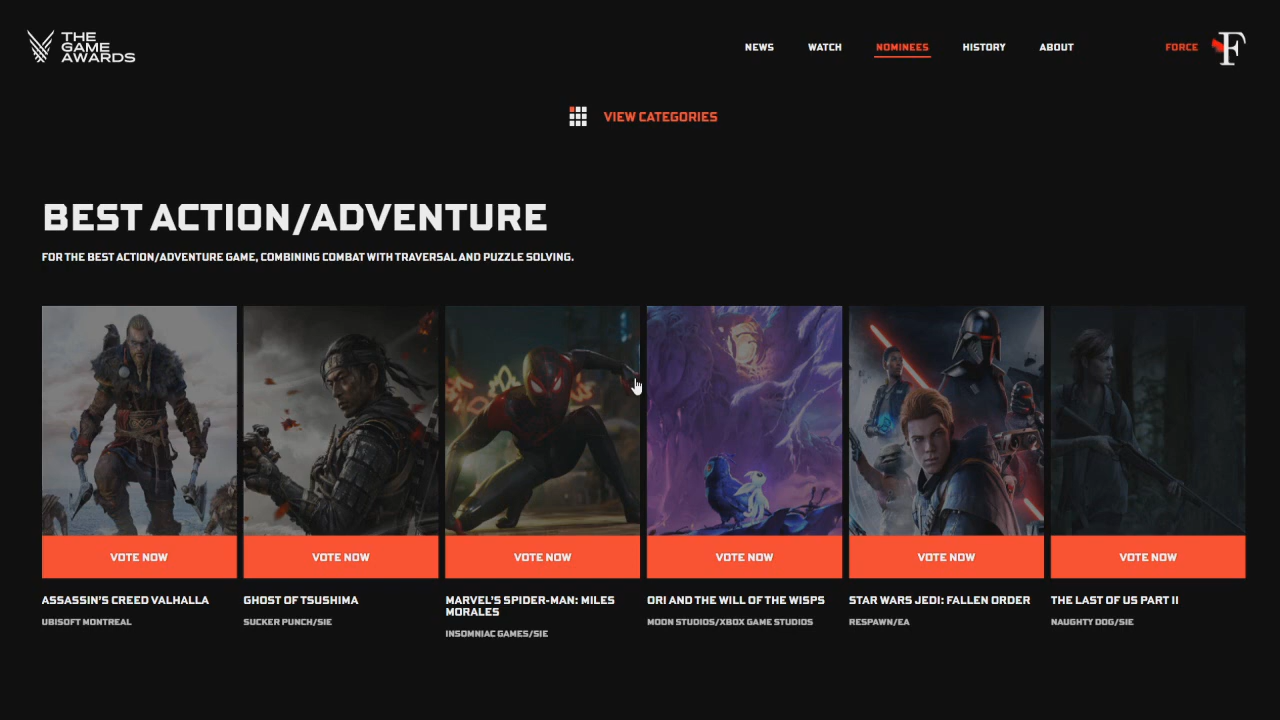 THE
GAME
AWARDS
NEWS
WATCH
NOMINEES
HISTORY
ABOUT
FORCE
F
VIEW CATEGORIES
BEST ACTION/ADVENTURE
FOR THE BEST ACTION/ADVENTURE GAME, COMBINING COMBAT WITH TRAVERSAL AND PUZZLE SOLVING.
VOTE NOW
VOTE NOW
VOTE NOW
VOTE NOW
VOTE NOW
VOTE NOW
ASSASSIN'S CREED VALHALLA
UBISOFT MONTREAL
GHOST OF TSUSHIMA
SUCKER PUNCH/SIE
MARVEL'S SPIDER-MAN: MILES
MORALES
INSOMNIAC GAMES/SIE
ORI AND THE WILL OF THE WISPS
MOON STUDIOS/XBOX GAME STUDIOS
STAR WARS JEDI: FALLEN ORDER
RESPAWN/EA
THE LAST OF US PART II
NAUGHTY DOG/SIE